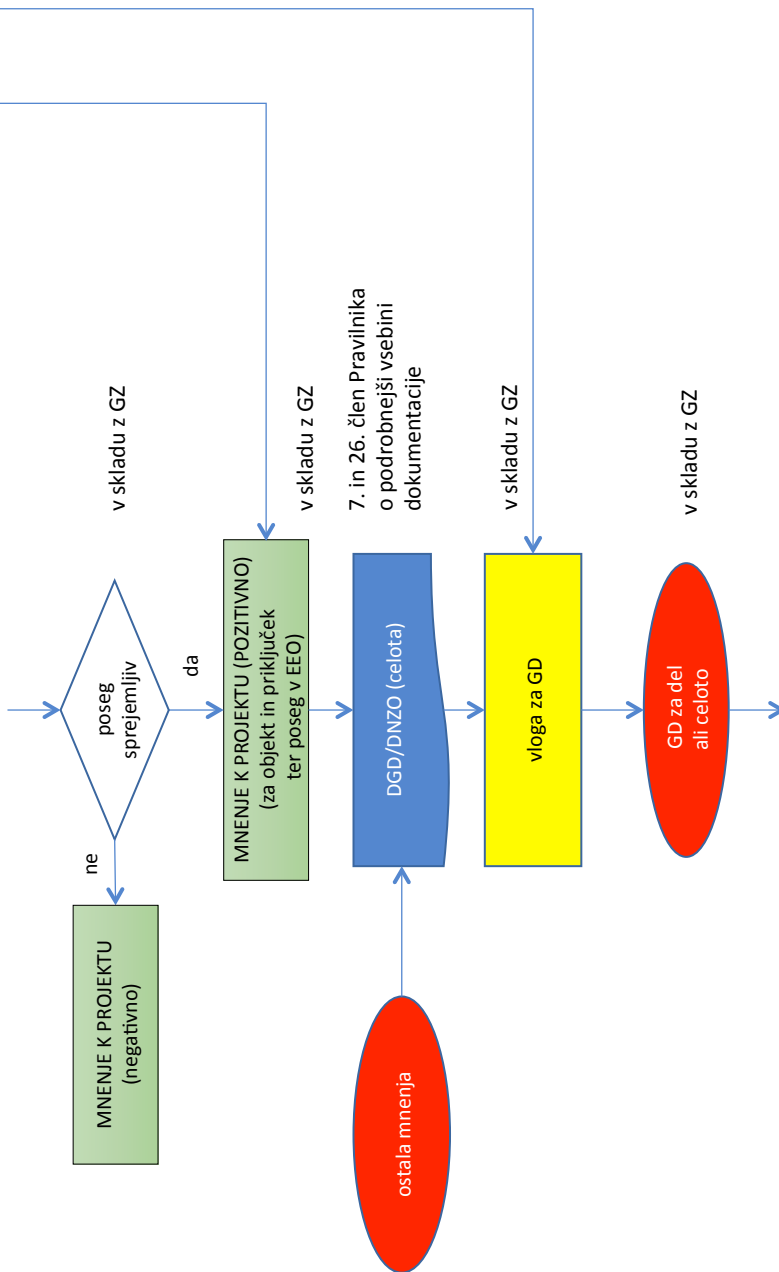 poseg
sprejemljiv
v skladu z GZ
ne
da
MNENJE K PROJEKTU
(negativno)
MNENJE K PROJEKTU (POZITIVNO)
(za objekt in priključek
ter poseg v EEO)
v skladu z GZ
ostala mnenja
DGD/DNZO (celota)
7. in 26. člen Pravilnika
o podrobnejši vsebini
dokumentacije
vloga za GD
v skladu z GZ
GD za del
ali celoto
v skladu z GZ